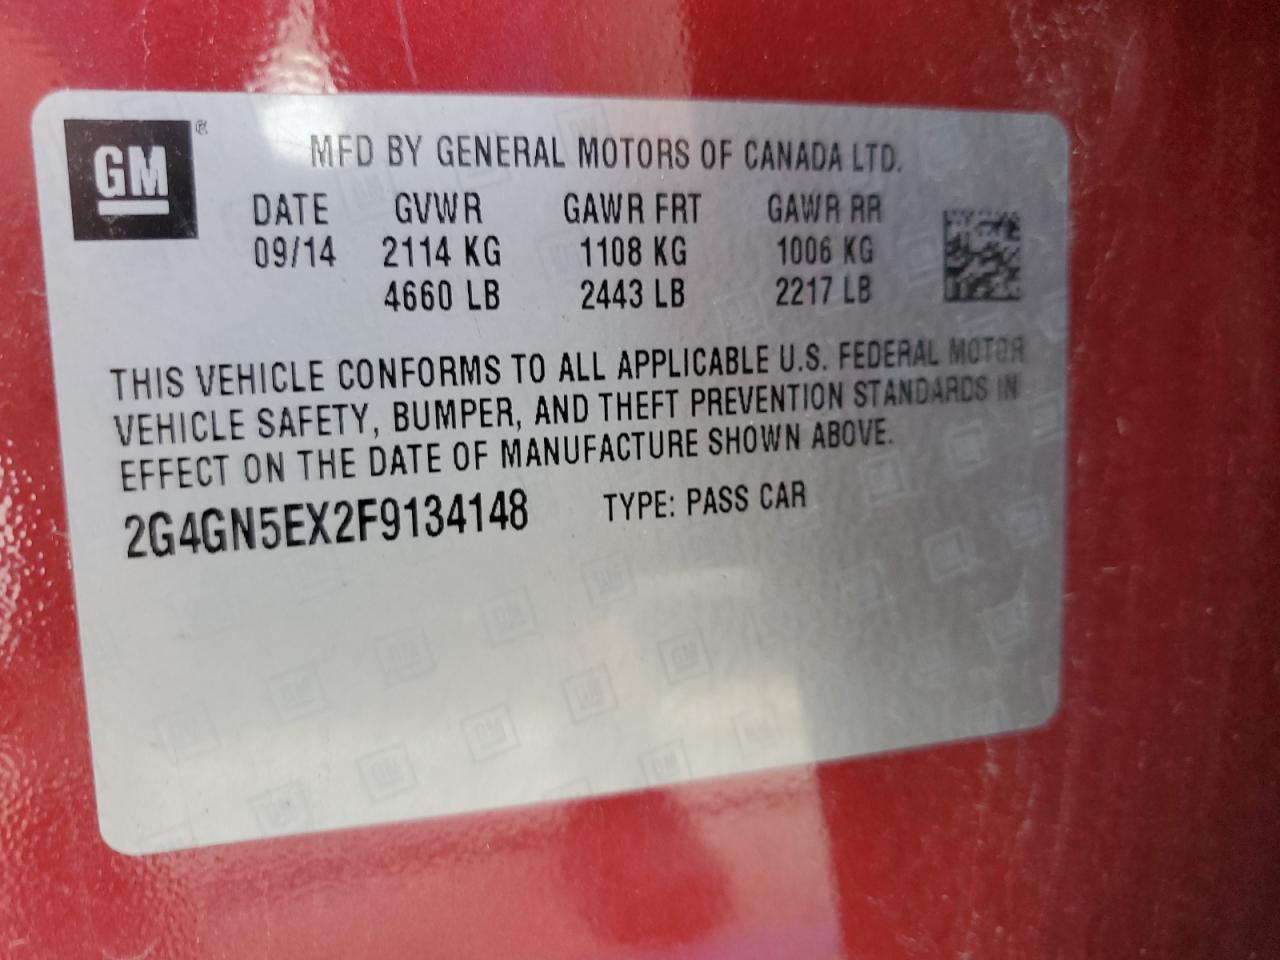 GM
MFD BY GENERAL MOTORS OF CANADA LTD.
DATE GVWR GAWR FRT GAWR RR
09/14 2114 KG 1108 KG 1006 KG
4660 LB 2443 LB 2217 LB
THIS VEHICLE CONFORMS TO ALL APPLICABLE U.S. FEDERAL MOTOR
VEHICLE SAFETY, BUMPER, AND THEFT PREVENTION STANDARDS IN
EFFECT ON THE DATE OF MANUFACTURE SHOWN ABOVE.
2G4GN5EX2F9134148 TYPE: PASS CAR